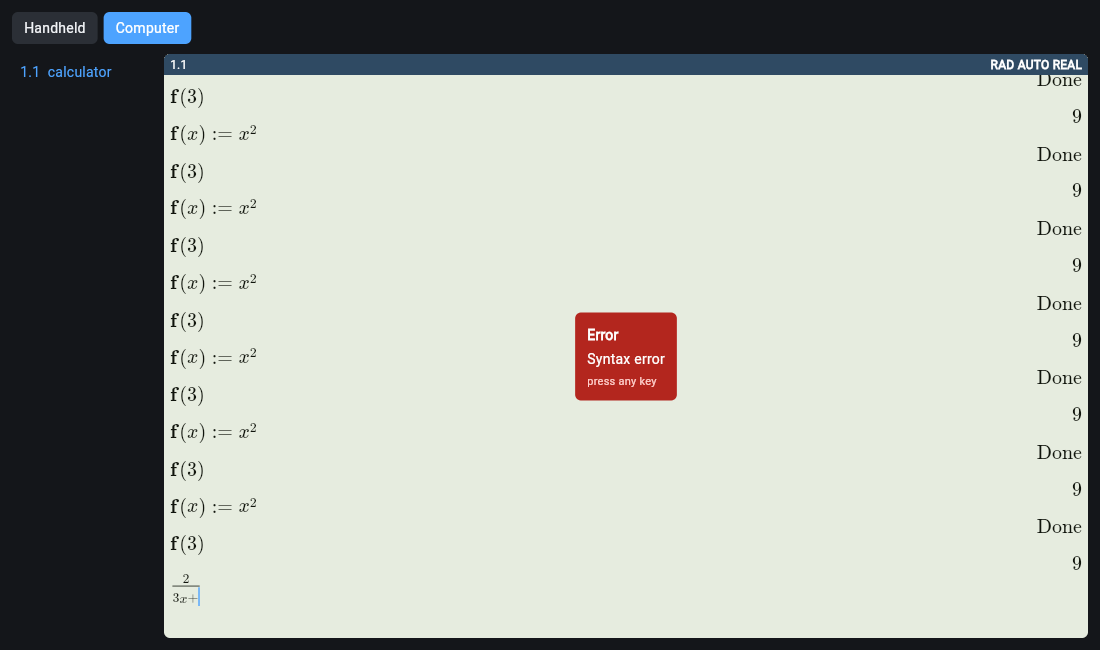 Handheld Computer
1.1 calculator
1.1 RAD AUTO REAL
Done
f(3)
9
f(x) := x²
Done
f(3)
9
f(x) := x²
Done
f(3)
9
f(x) := x²
Done
f(3)
9
f(x) := x²
Done
f(3)
9
f(x) := x²
Done
f(3)
9
f(x) := x²
Done
f(3)
9
2
3x+
Error
Syntax error
press any key